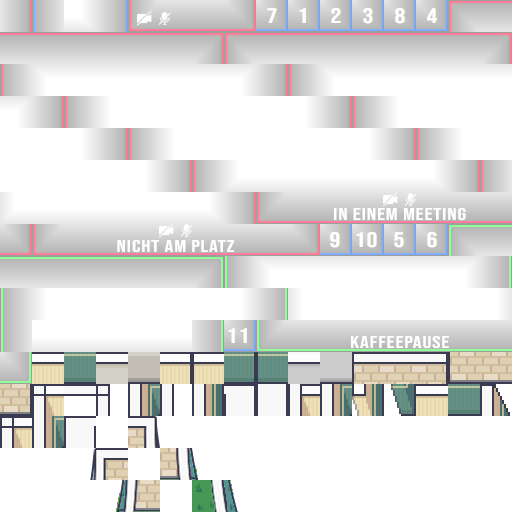 7 1 2 3 8 4
IN EINEM MEETING
NICHT AM PLATZ
9 10 5 6
11
KAFFEEPAUSE